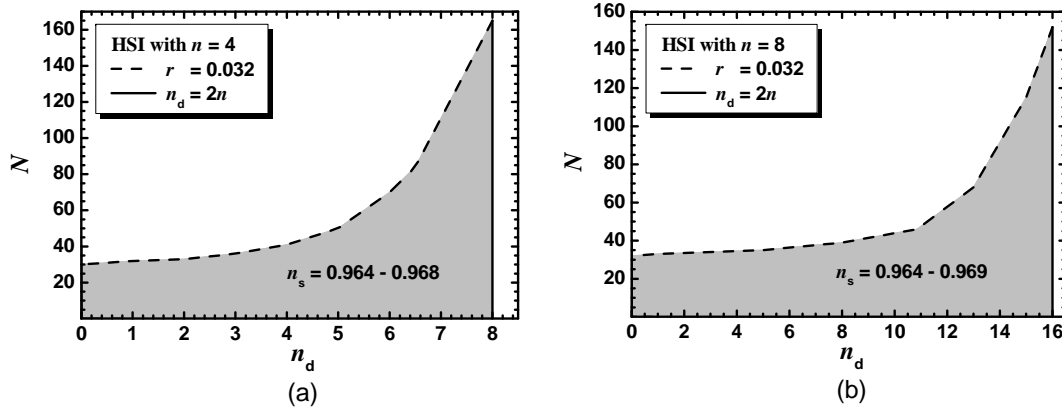 HSI with n = 4
r = 0.032
n_d = 2n
160
140
120
100
80
60
40
20
N
n_s = 0.964 - 0.968
0 1 2 3 4 5 6 7 8
n_d
(a)
HSI with n = 8
r = 0.032
n_d = 2n
160
140
120
100
80
60
40
20
0
N
n_s = 0.964 - 0.969
0 2 4 6 8 10 12 14 16
n_d
(b)